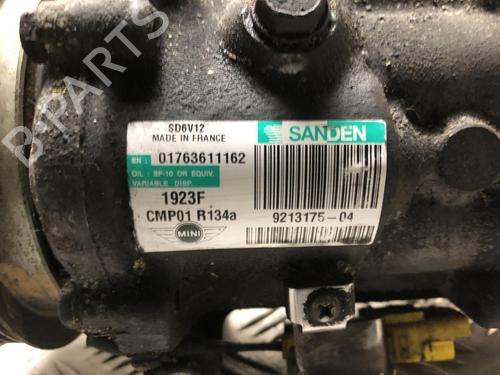 B-PARTS
SD6V12
MADE IN FRANCE
SANDEN
EN: 01763611162
OIL: SP-10 OR EQUIV.
VARIABLE DISP.
1923F
CMP01 R134a
9213175-04
MINI